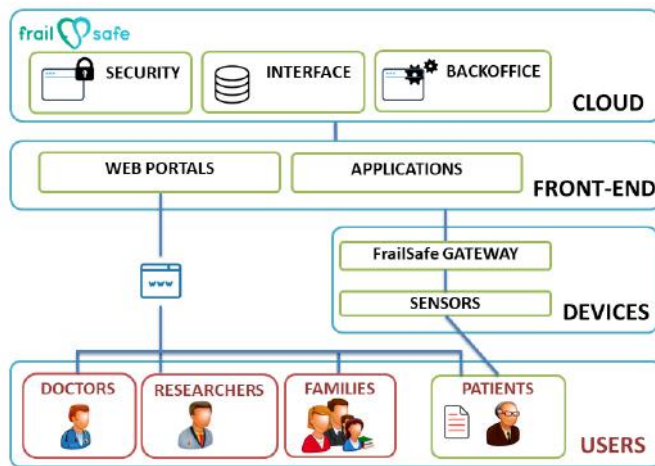 frail safe
SECURITY
INTERFACE
BACKOFFICE
CLOUD
WEB PORTALS
APPLICATIONS
FRONT-END
FrailSafe GATEWAY
SENSORS
DEVICES
www
DOCTORS
RESEARCHERS
FAMILIES
PATIENTS
USERS